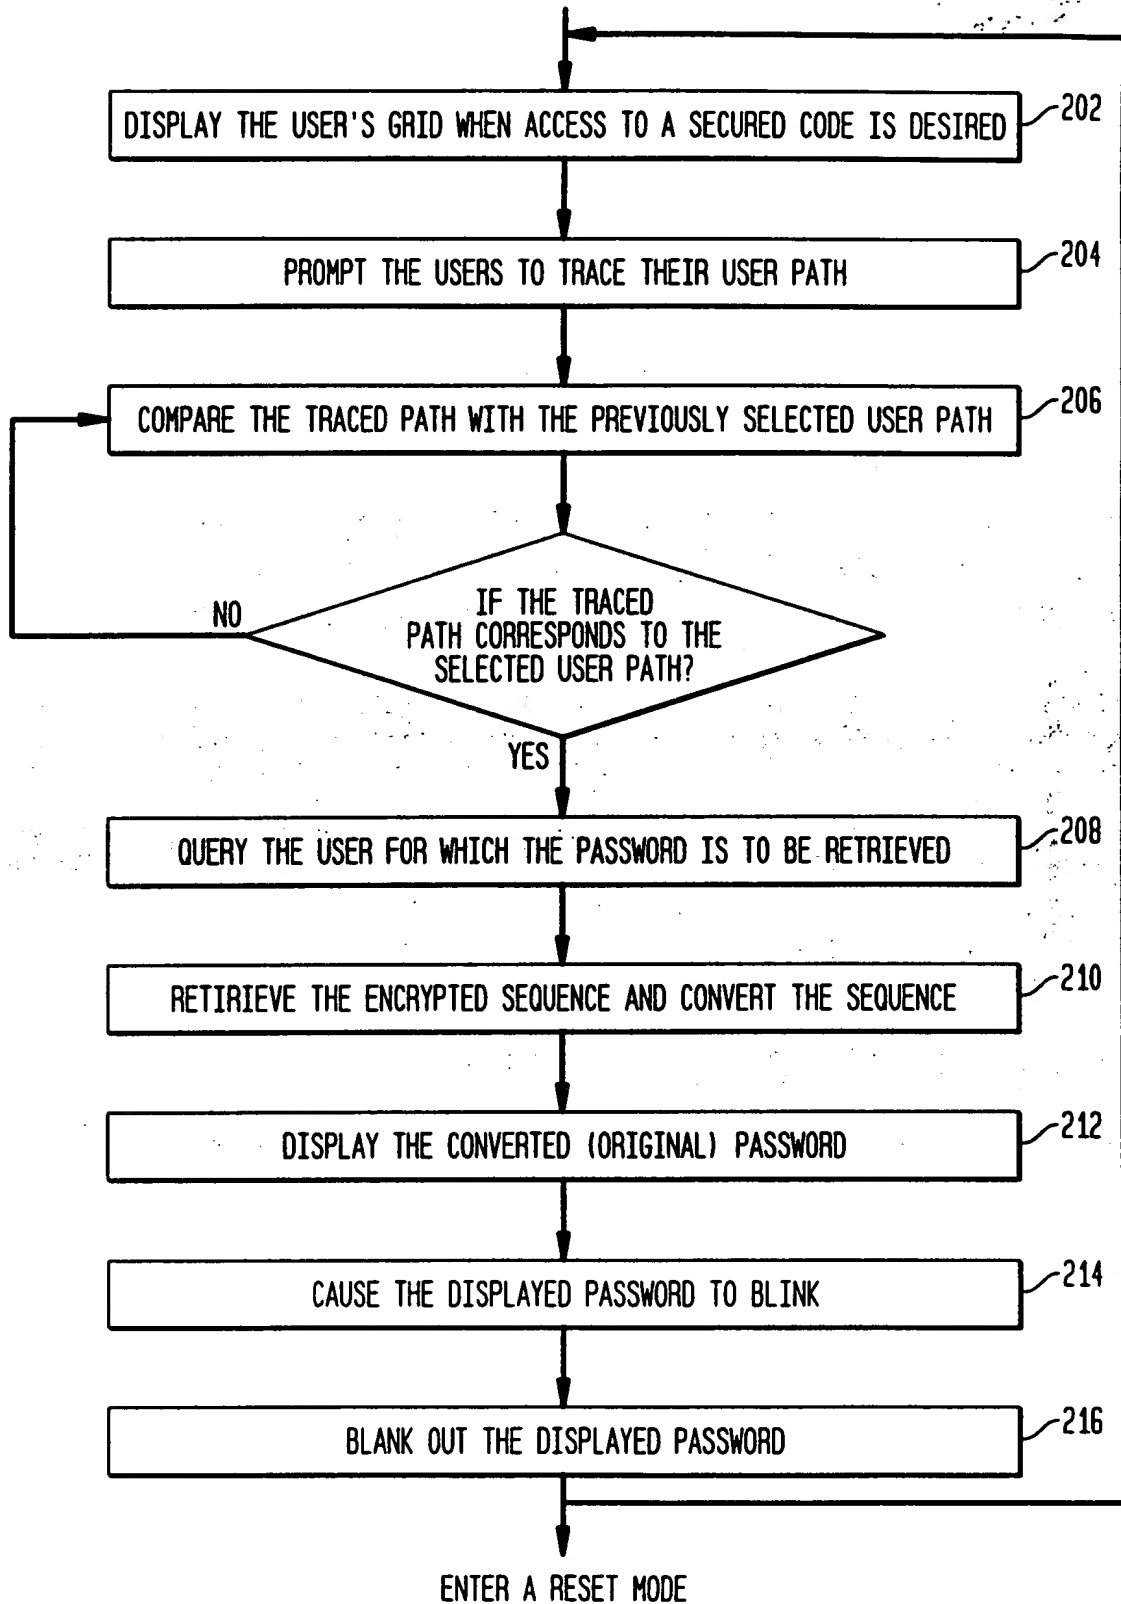 DISPLAY THE USER'S GRID WHEN ACCESS TO A SECURED CODE IS DESIRED
202
PROMPT THE USERS TO TRACE THEIR USER PATH
204
COMPARE THE TRACED PATH WITH THE PREVIOUSLY SELECTED USER PATH
206
IF THE TRACED
PATH CORRESPONDS TO THE
SELECTED USER PATH?
NO
YES
QUERY THE USER FOR WHICH THE PASSWORD IS TO BE RETRIEVED
208
RETIRIEVE THE ENCRYPTED SEQUENCE AND CONVERT THE SEQUENCE
210
DISPLAY THE CONVERTED (ORIGINAL) PASSWORD
212
CAUSE THE DISPLAYED PASSWORD TO BLINK
214
BLANK OUT THE DISPLAYED PASSWORD
216
ENTER A RESET MODE